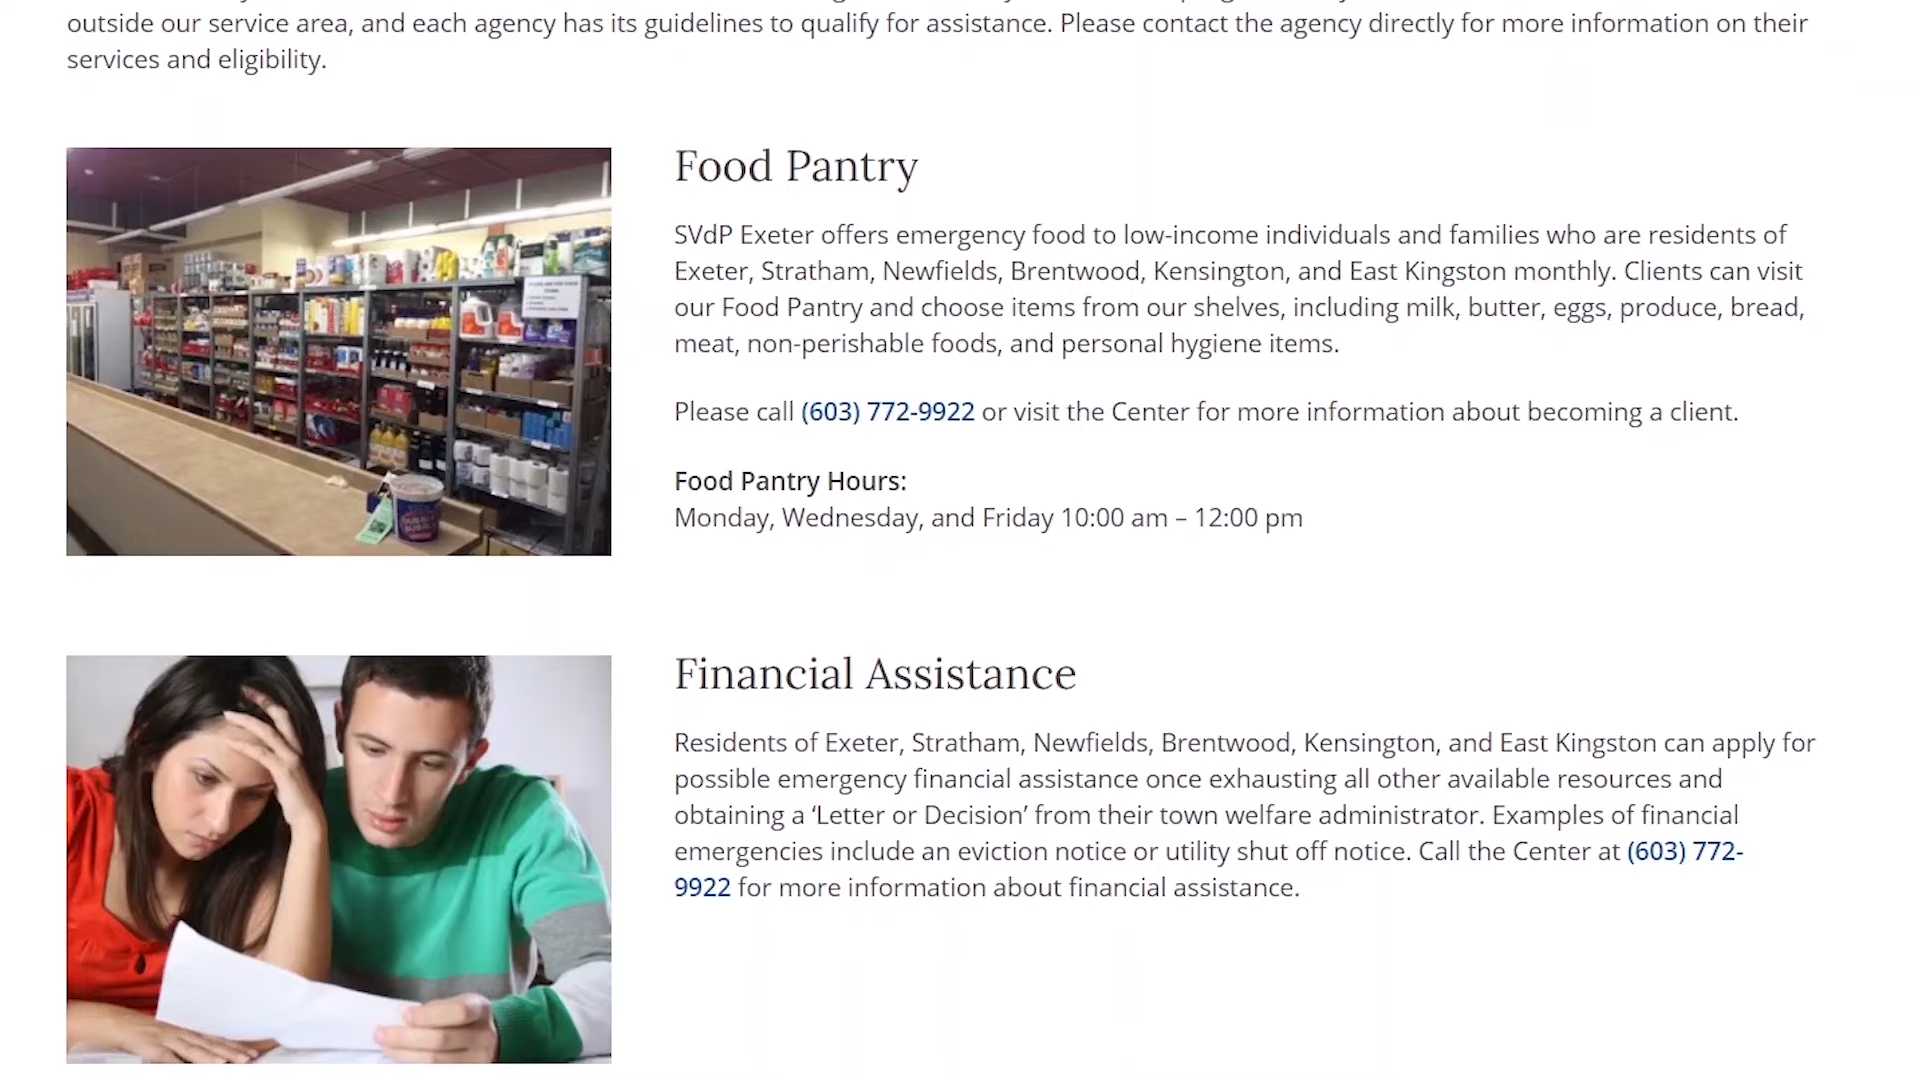 outside our service area, and each agency has its guidelines to qualify for assistance. Please contact the agency directly for more information on their
services and eligibility.
Food Pantry
SVdP Exeter offers emergency food to low-income individuals and families who are residents of
Exeter, Stratham, Newfields, Brentwood, Kensington, and East Kingston monthly. Clients can visit
our Food Pantry and choose items from our shelves, including milk, butter, eggs, produce, bread,
meat, non-perishable foods, and personal hygiene items.
Please call (603) 772-9922 or visit the Center for more information about becoming a client.
Food Pantry Hours:
Monday, Wednesday, and Friday 10:00 am – 12:00 pm
Financial Assistance
Residents of Exeter, Stratham, Newfields, Brentwood, Kensington, and East Kingston can apply for
possible emergency financial assistance once exhausting all other available resources and
obtaining a ‘Letter or Decision’ from their town welfare administrator. Examples of financial
emergencies include an eviction notice or utility shut off notice. Call the Center at (603) 772-
9922 for more information about financial assistance.